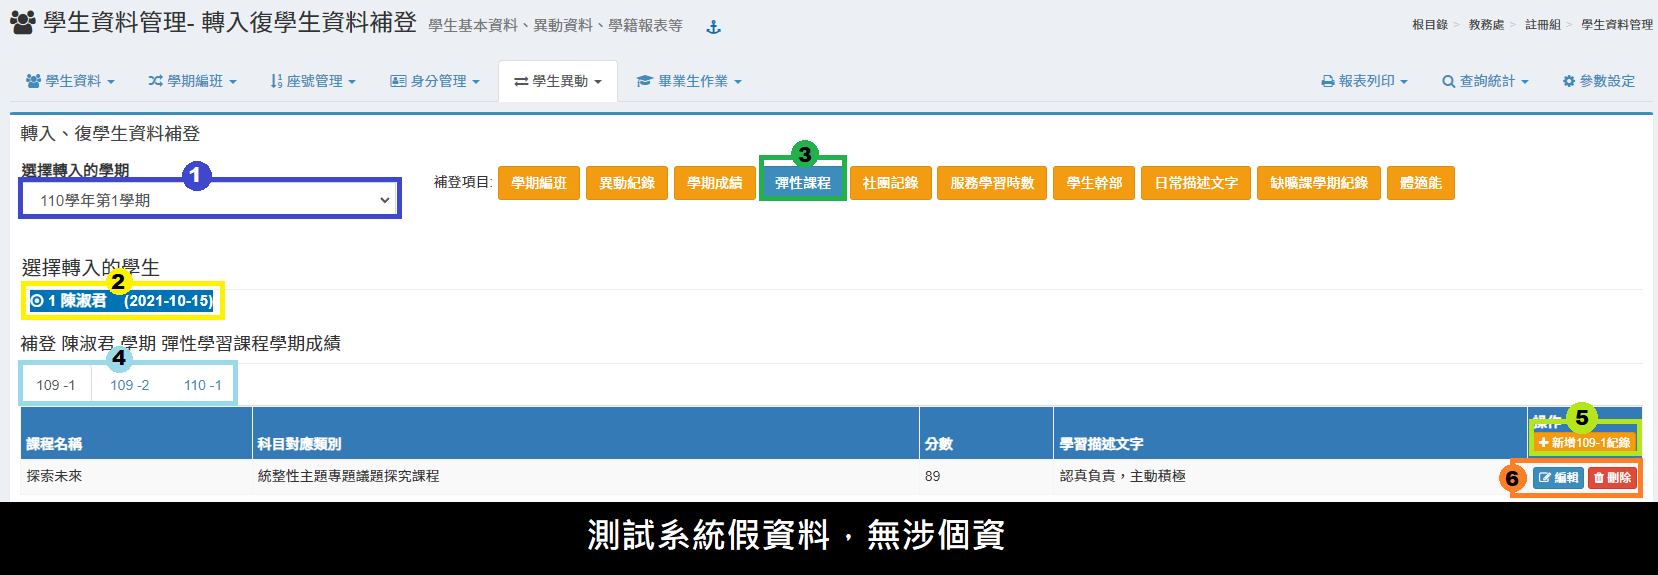 學生資料管理- 轉入復學生資料補登 學生基本資料、異動資料、學籍報表等
根目錄 > 教務處 > 註冊組 > 學生資料管理
學生資料 學期編班 座號管理 身分管理 學生異動 畢業生作業 報表列印 查詢統計 參數設定
轉入、復學生資料補登
選擇轉入的學期
1
110學年第1學期
補登項目: 學期編班 異動紀錄 學期成績 彈性課程 社團記錄 服務學習時數 學生幹部 日常描述文字 缺曠課學期紀錄 體適能
3
選擇轉入的學生
2
1 陳淑君 (2021-10-15)
補登 陳淑君 學期 彈性學習課程學期成績
4
109 -1 109 -2 110 -1
課程名稱 科目對應類別 分數 學習描述文字 操作
5
+ 新增109-1紀錄
探索未來 統整性主題專題議題探究課程 89 認真負責，主動積極 6 編輯 刪除
測試系統假資料，無涉個資